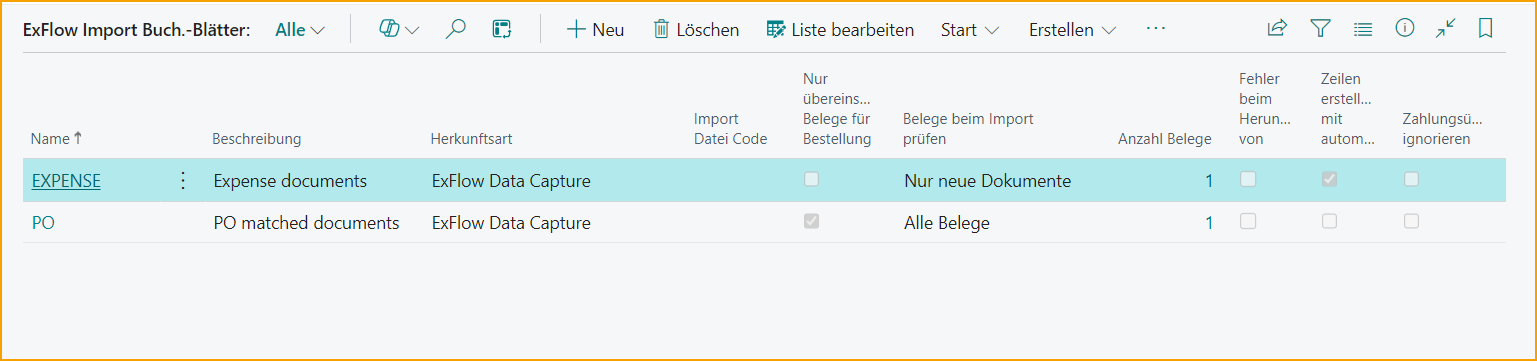 ExFlow Import Buch.-Blätter: Alle Neu Löschen Liste bearbeiten Start Erstellen ...
Name ↑
Beschreibung
Herkunftsart
Import
Datei Code
Nur
übereins...
Belege für
Bestellung
Belege beim Import
prüfen
Anzahl Belege
Fehler
beim
Herun...
von
Zeilen
erstell...
mit
autom...
Zahlungsü...
ignorieren
EXPENSE Expense documents ExFlow Data Capture Nur neue Dokumente 1
PO PO matched documents ExFlow Data Capture Alle Belege 1